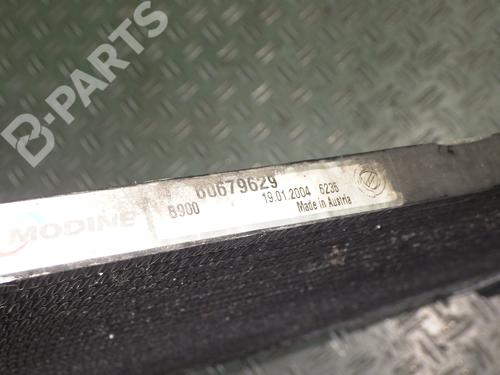 B-PARTS
MODINE
60679629
B900
19.01.2004 6236
Made in Austria